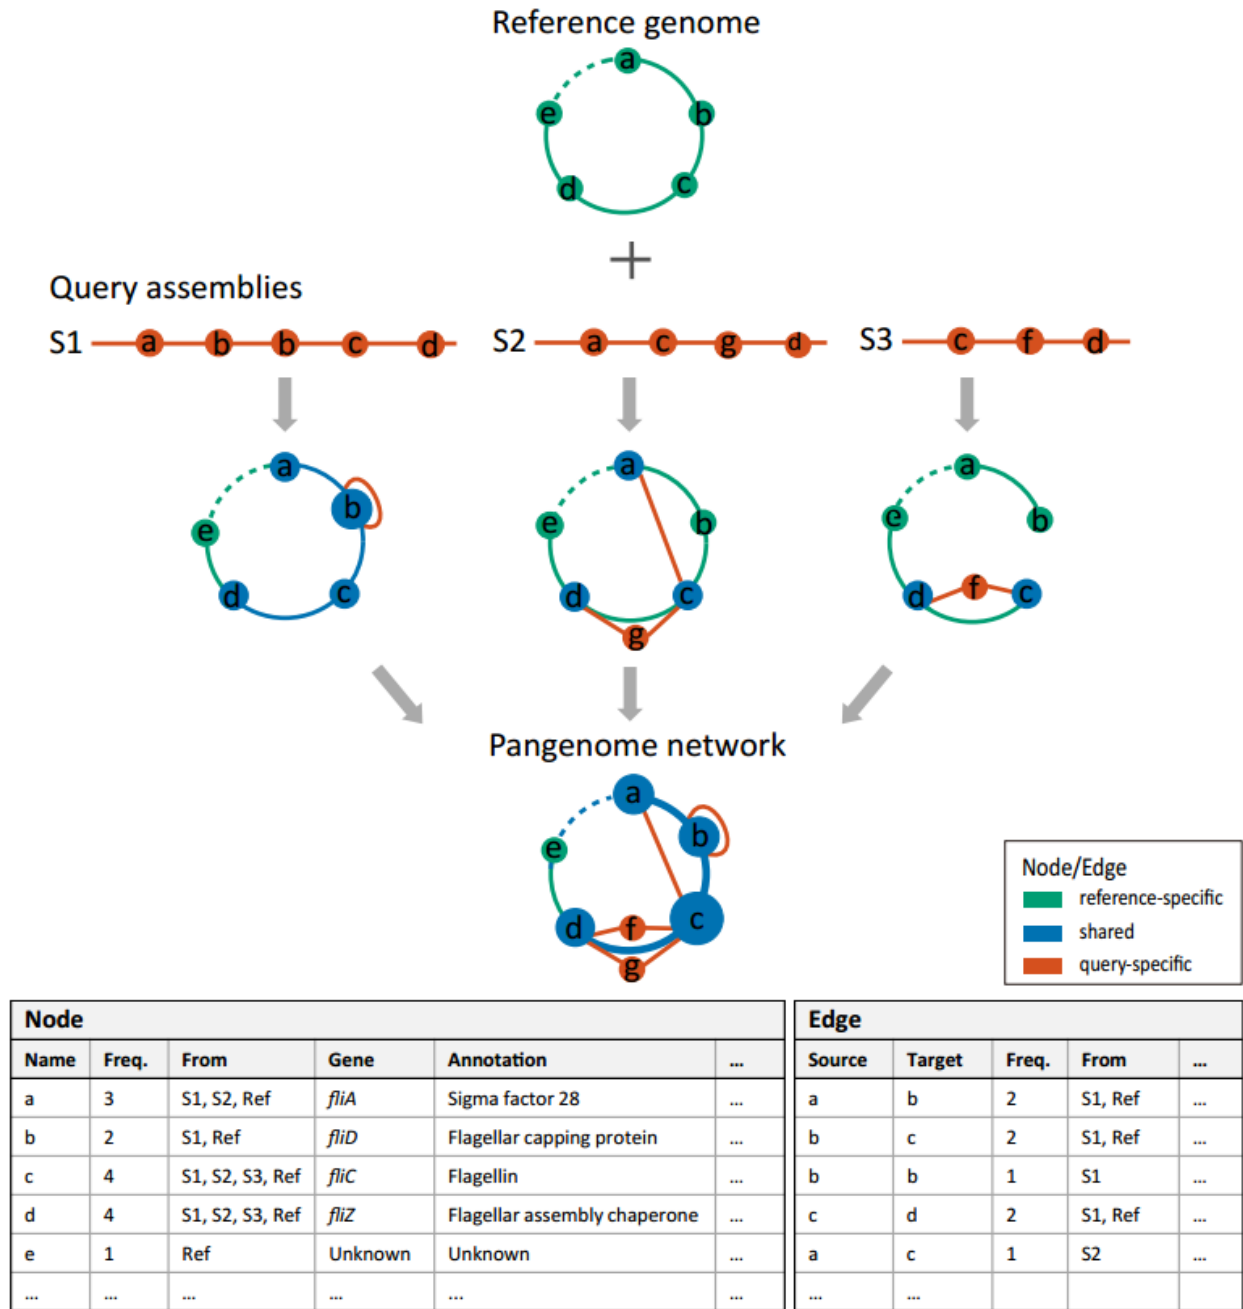 Reference genome
a
e
b
d
c
+
Query assemblies
S1 a b b c d
S2 a c g d
S3 c f d
a
b
e
d
c
a
b
e
d
c
g
a
e
b
d
f
c
Pangenome network
a
b
e
d
f
c
g
Node/Edge
reference-specific
shared
query-specific
Node
Name Freq. From Gene Annotation ...
a 3 S1, S2, Ref fliA Sigma factor 28 ...
b 2 S1, Ref fliD Flagellar capping protein ...
c 4 S1, S2, S3, Ref fliC Flagellin ...
d 4 S1, S2, S3, Ref fliZ Flagellar assembly chaperone ...
e 1 Ref Unknown Unknown ...
... ... ... ... ... ...
Edge
Source Target Freq. From ...
a b 2 S1, Ref ...
b c 2 S1, Ref ...
b b 1 S1 ...
c d 2 S1, Ref ...
a c 1 S2 ...
... ...